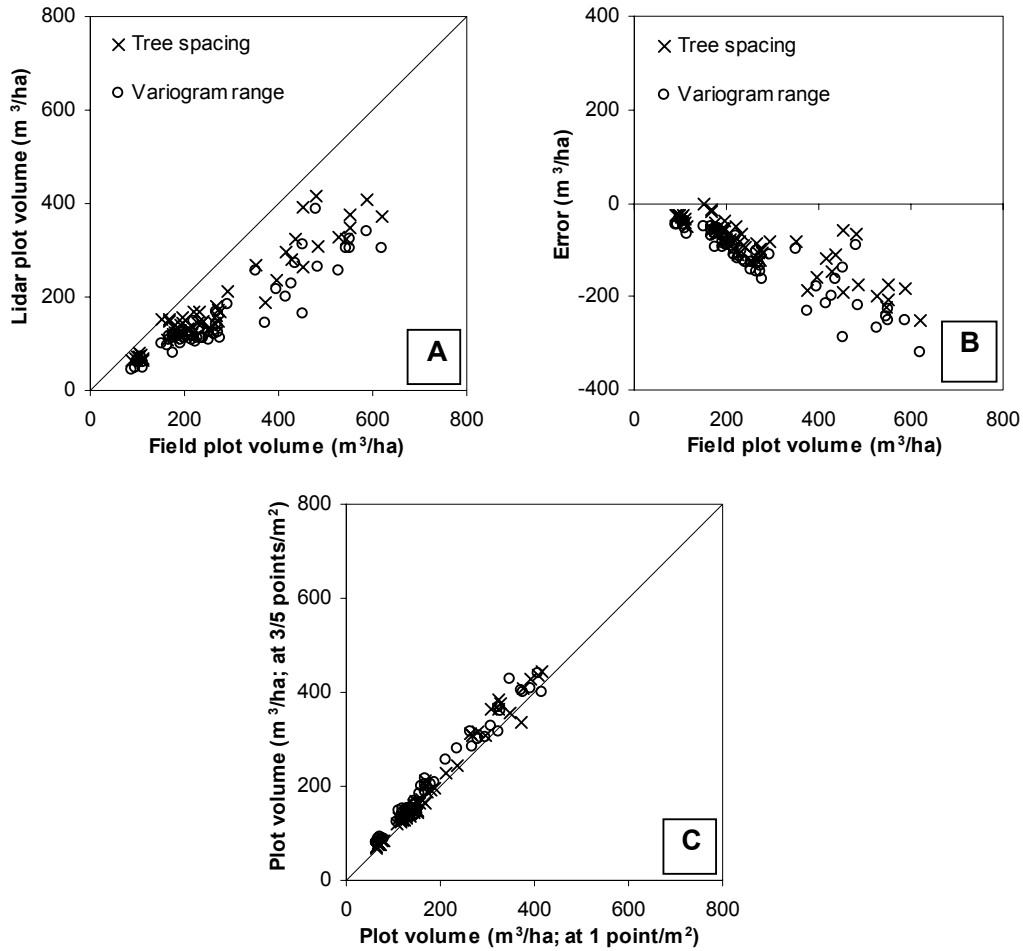 800
600
400
200
0
Lidar plot volume (m³/ha)
× Tree spacing
○ Variogram range
A
0 200 400 600 800
Field plot volume (m³/ha)
400
200
0
-200
-400
Error (m³/ha)
× Tree spacing
○ Variogram range
B
0 200 400 600 800
Field plot volume (m³/ha)
800
600
400
200
0
Plot volume (m³/ha; at 3/5 points/m²)
C
0 200 400 600 800
Plot volume (m³/ha; at 1 point/m²)